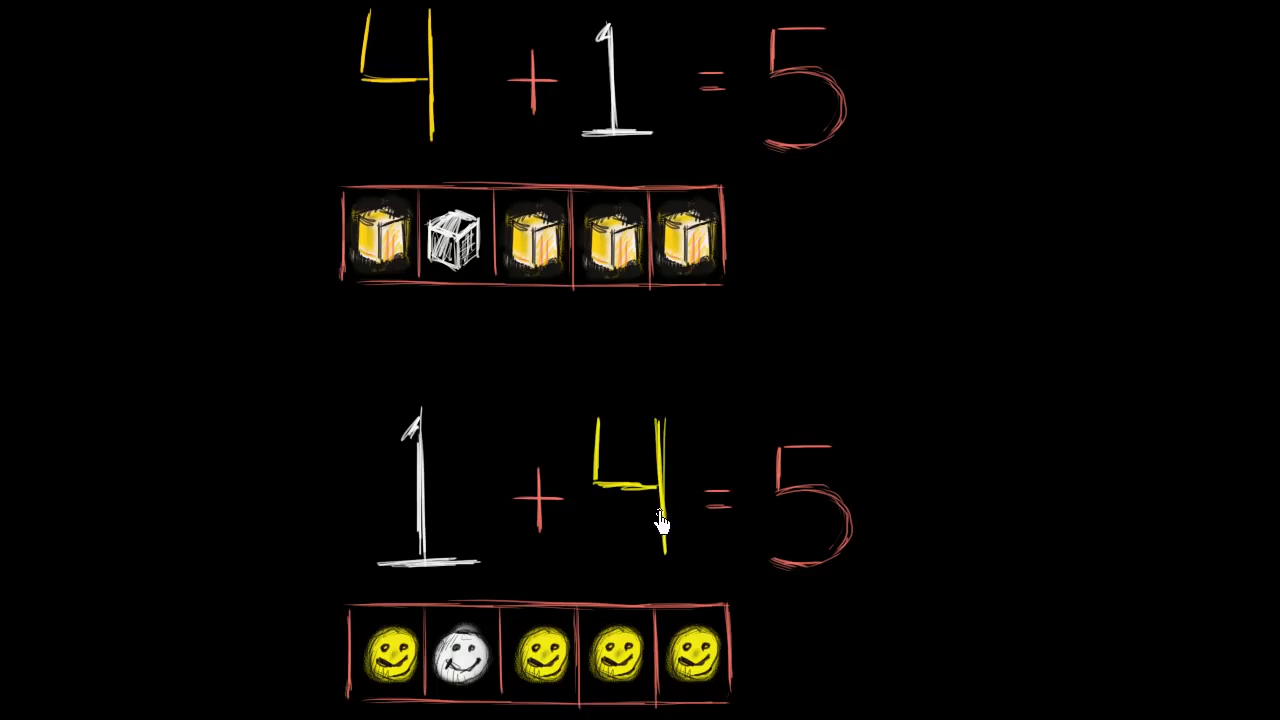 4 + 1 = 5
1 + 4 = 5